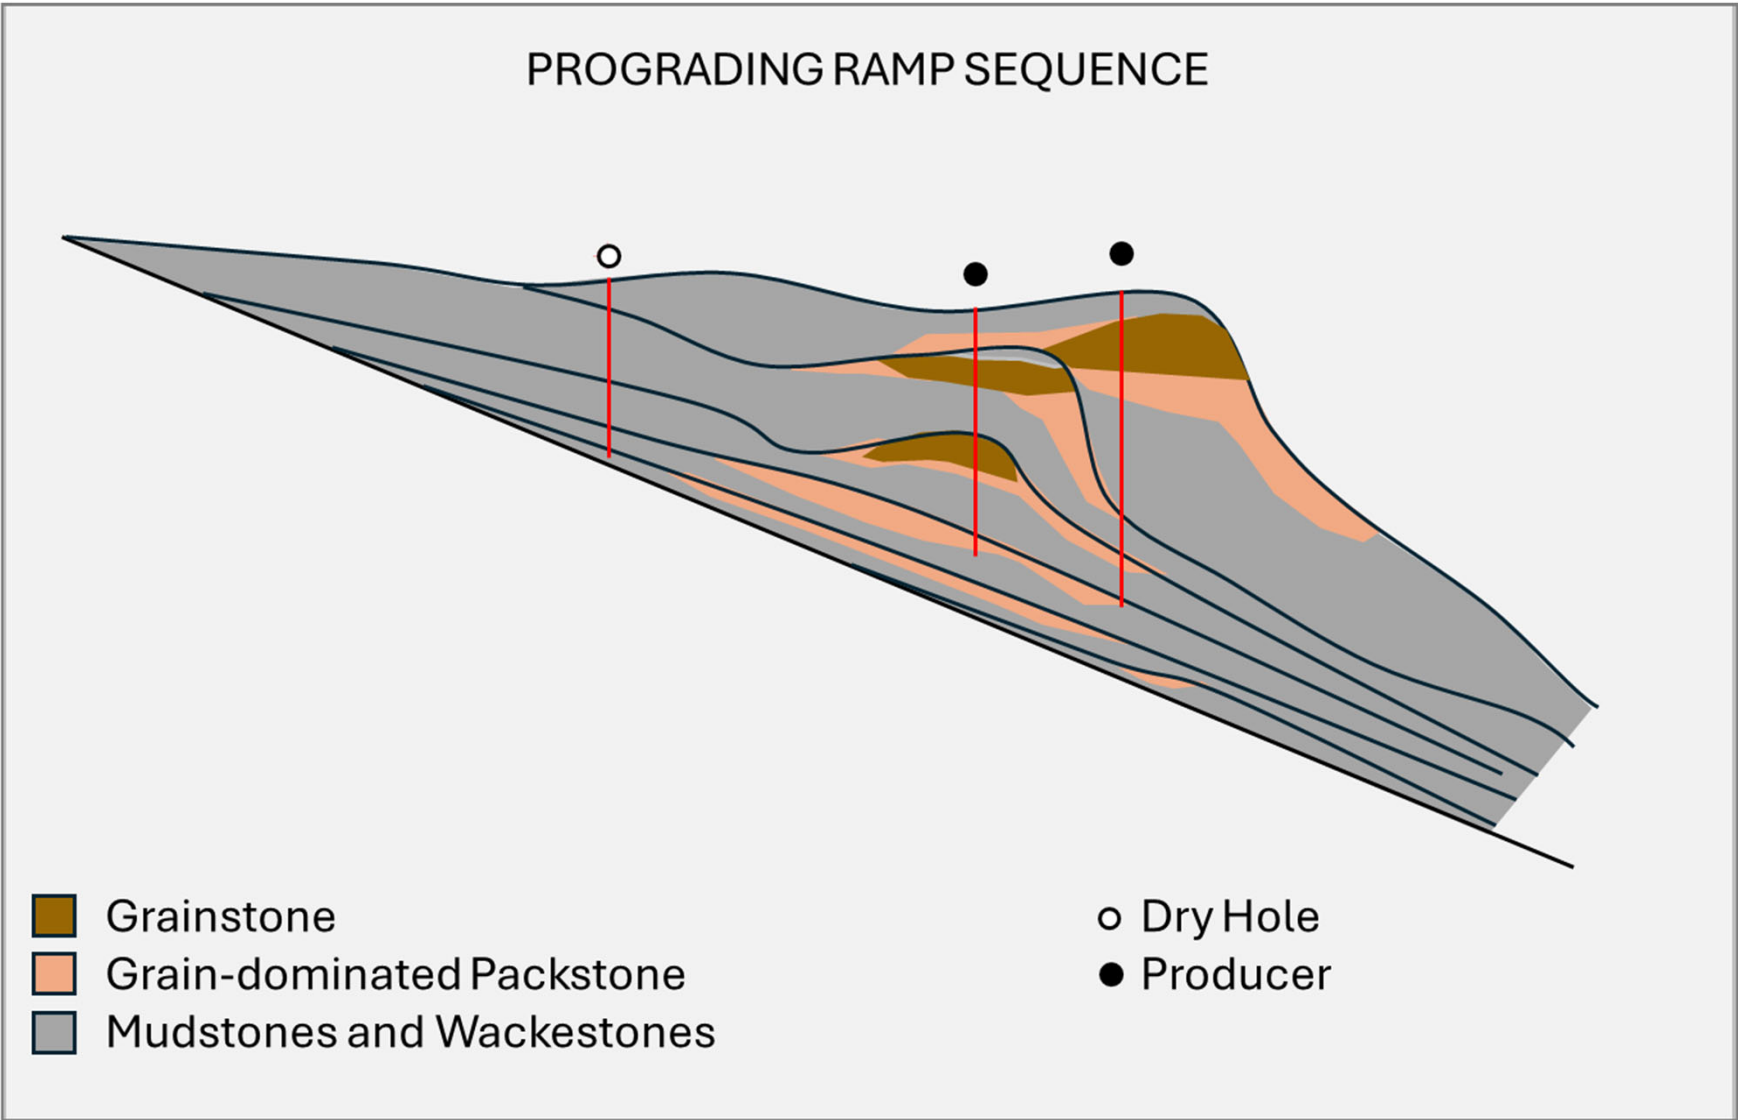 PROGRADING RAMP SEQUENCE
Grainstone
Grain-dominated Packstone
Mudstones and Wackestones
Dry Hole
Producer